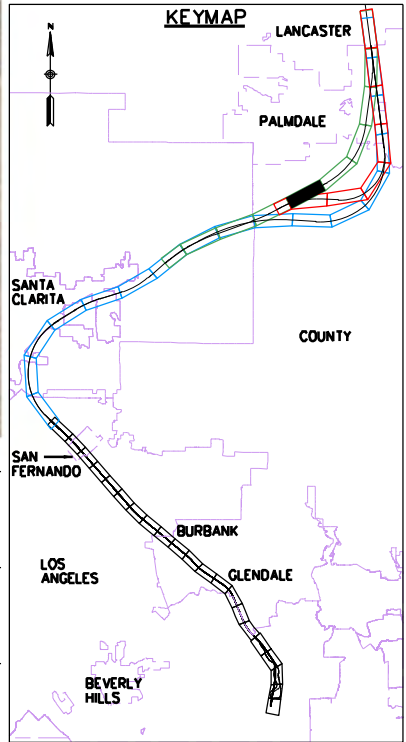 KEYMAP
N
LANCASTER
PALMDALE
SANTA
CLARITA
COUNTY
SAN
FERNANDO
BURBANK
LOS
ANGELES
GLENDALE
BEVERLY
HILLS